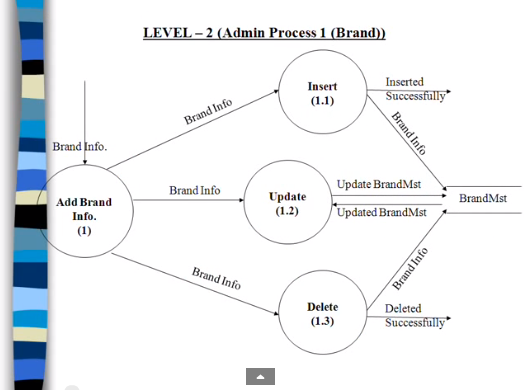 LEVEL – 2 (Admin Process 1 (Brand))
Brand Info.
Add Brand
Info.
(1)
Brand Info
Insert
(1.1)
Inserted
Successfully
Brand Info
Brand Info
Update
(1.2)
Update BrandMst
Updated BrandMst
BrandMst
Brand Info
Delete
(1.3)
Brand Info
Deleted
Successfully